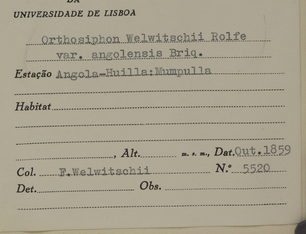 DA
UNIVERSIDADE DE LISBOA
Orthosiphon Welwitschii Rolfe
var. angolensis Briq.
Estação Angola-Huilla:Mumpulla
Habitat
, Alt. m. s. m., Dat. Out.1859
Col. F.Welwitschii N.º 5520
Det. Obs.